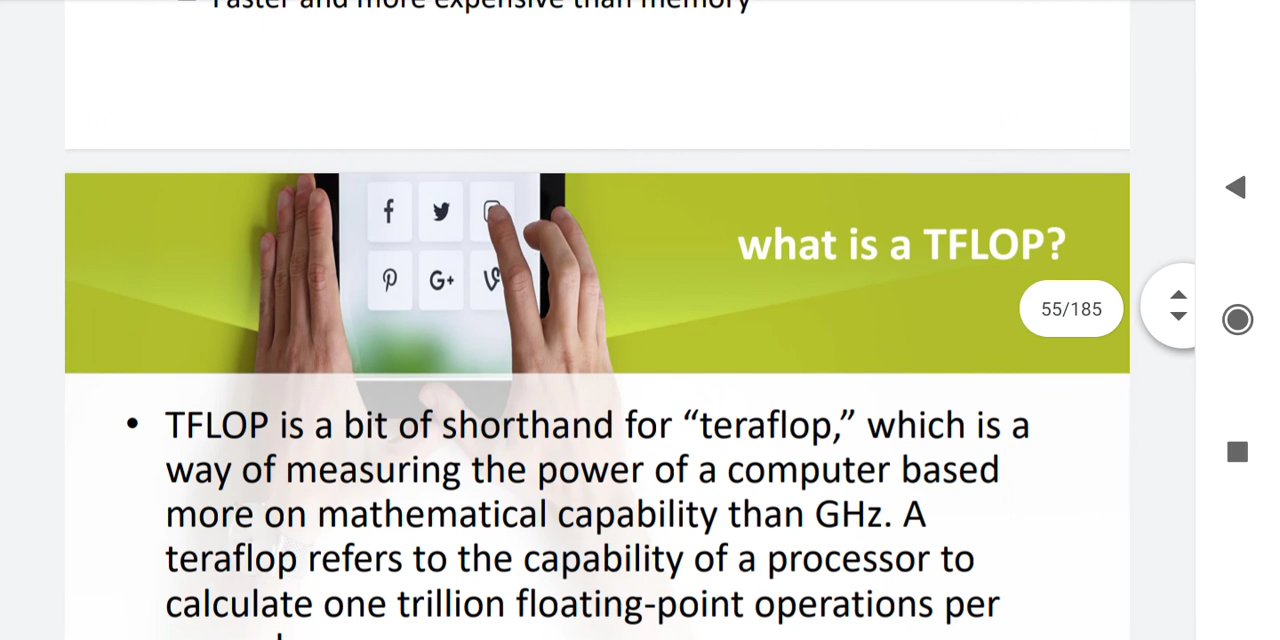 – Faster and more expensive than memory
what is a TFLOP?
55/185
• TFLOP is a bit of shorthand for “teraflop,” which is a
way of measuring the power of a computer based
more on mathematical capability than GHz. A
teraflop refers to the capability of a processor to
calculate one trillion floating-point operations per